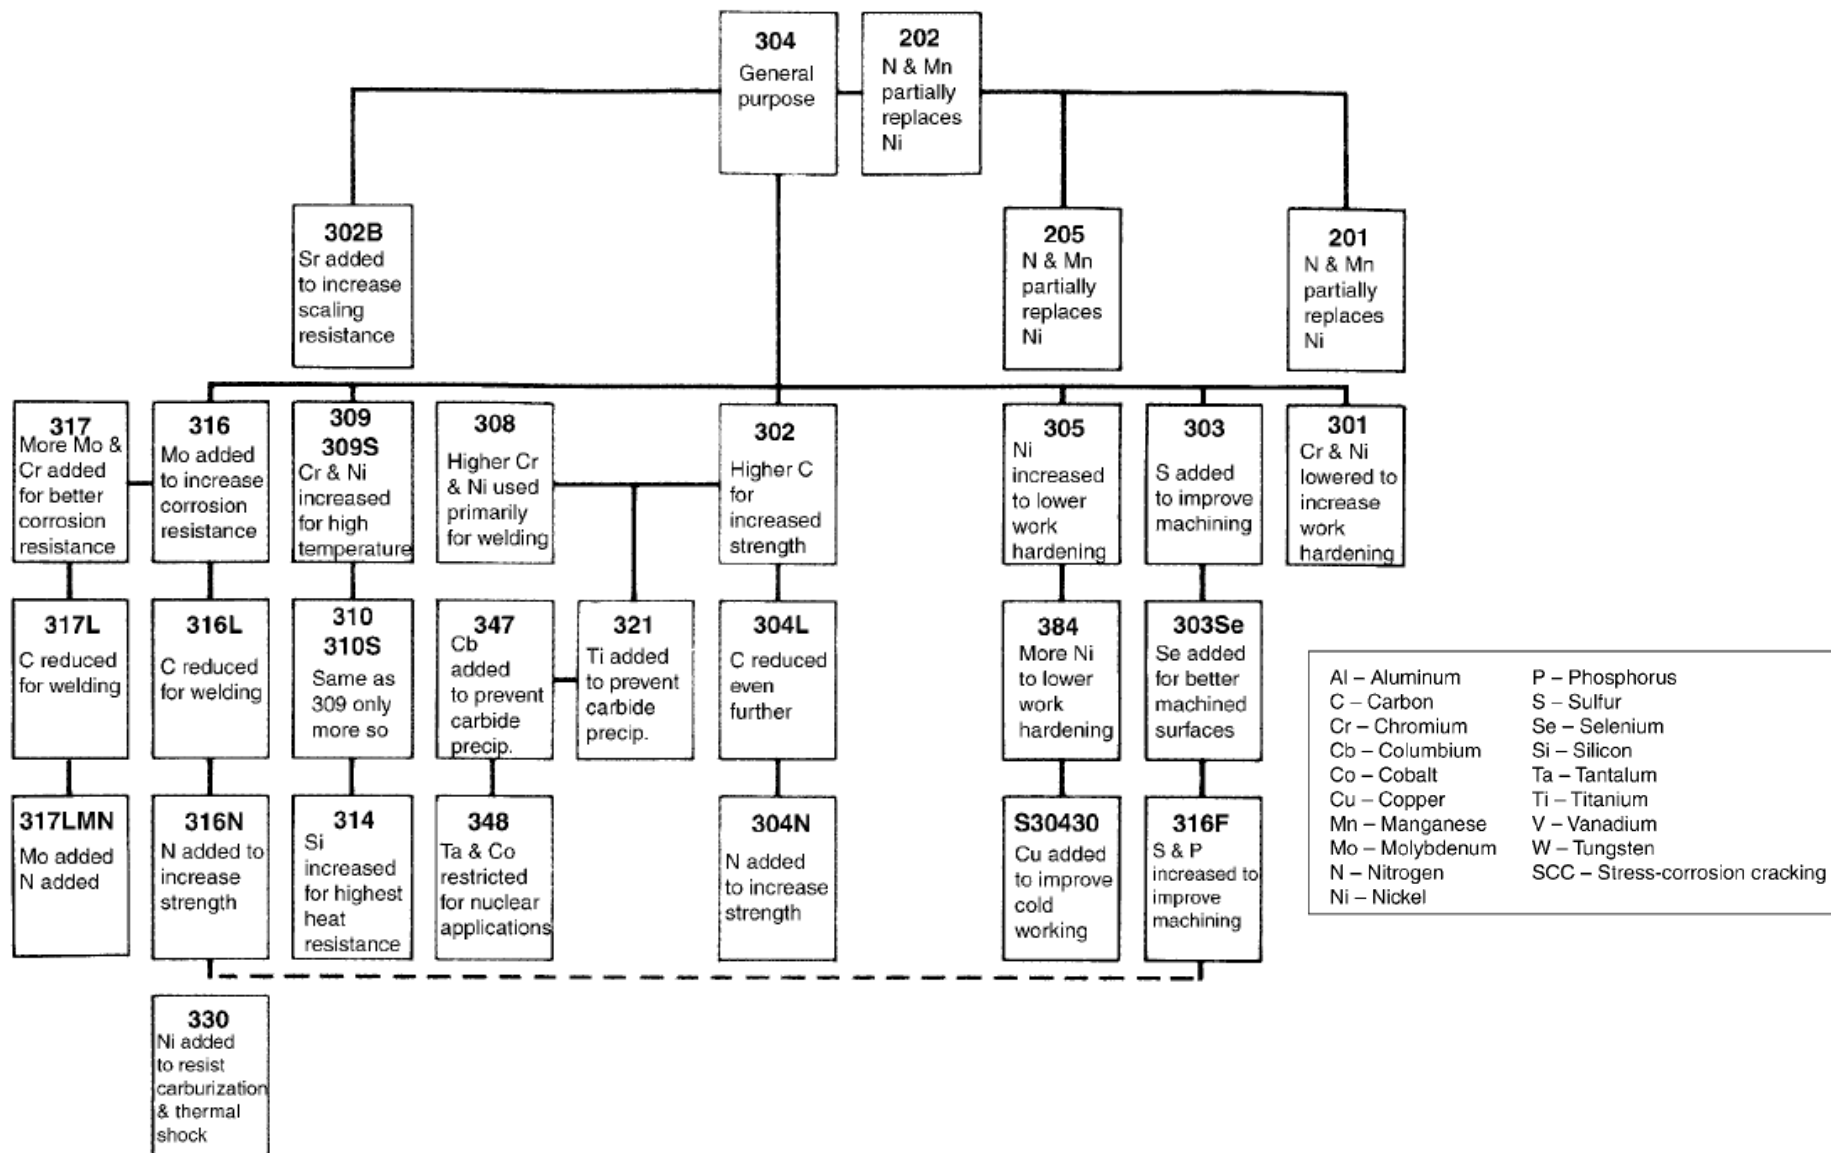 304
General
purpose
202
N & Mn
partially
replaces
Ni
302B
Sr added
to increase
scaling
resistance
205
N & Mn
partially
replaces
Ni
201
N & Mn
partially
replaces
Ni
317
More Mo &
Cr added
for better
corrosion
resistance
316
Mo added
to increase
corrosion
resistance
309
309S
Cr & Ni
increased
for high
temperature
308
Higher Cr
& Ni used
primarily
for welding
302
Higher C
for
increased
strength
305
Ni
increased
to lower
work
hardening
303
S added
to improve
machining
301
Cr & Ni
lowered to
increase
work
hardening
317L
C reduced
for welding
316L
C reduced
for welding
310
310S
Same as
309 only
more so
347
Cb
added
to prevent
carbide
precip.
321
Ti added
to prevent
carbide
precip.
304L
C reduced
even
further
384
More Ni
to lower
work
hardening
303Se
Se added
for better
machined
surfaces
317LMN
Mo added
N added
316N
N added to
increase
strength
314
Si
increased
for highest
heat
resistance
348
Ta & Co
restricted
for nuclear
applications
304N
N added
to increase
strength
S30430
Cu added
to improve
cold
working
316F
S & P
increased to
improve
machining
330
Ni added
to resist
carburization
& thermal
shock
Al – Aluminum
C – Carbon
Cr – Chromium
Cb – Columbium
Co – Cobalt
Cu – Copper
Mn – Manganese
Mo – Molybdenum
N – Nitrogen
Ni – Nickel
P – Phosphorus
S – Sulfur
Se – Selenium
Si – Silicon
Ta – Tantalum
Ti – Titanium
V – Vanadium
W – Tungsten
SCC – Stress-corrosion cracking